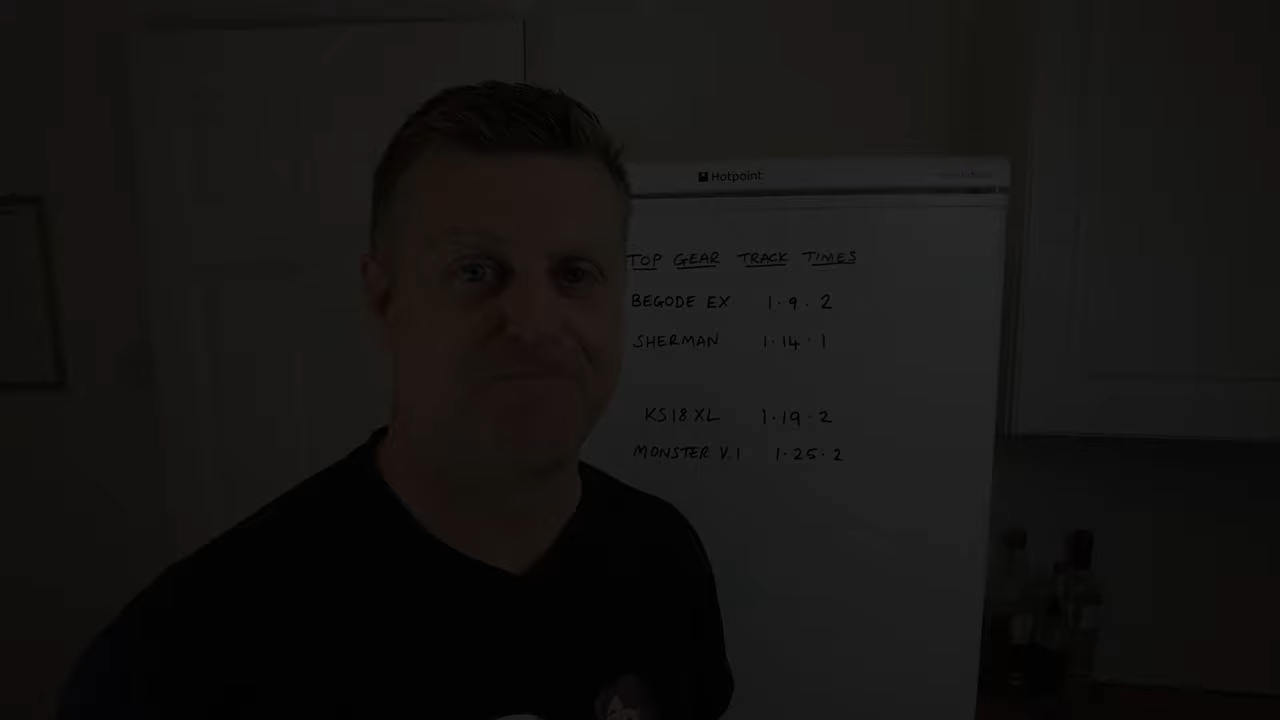 Hotpoint
TOP GEAR TRACK TIMES
BEGODE EX 1.9.2
SHERMAN 1.14.1
KS18XL 1.19.2
MONSTER V.1 1.25.2